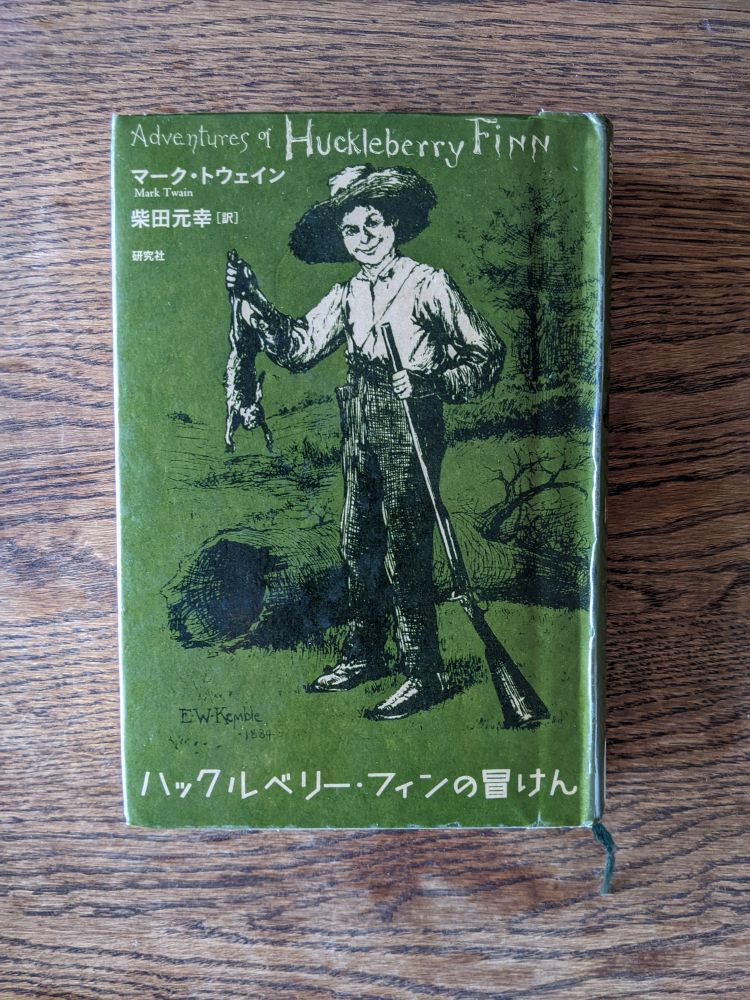 Adventures of Huckleberry Finn
マーク・トウェイン
Mark Twain
柴田元幸［訳］
研究社
E.W.Kemble
1884
ハックルベリー・フィンの冒けん